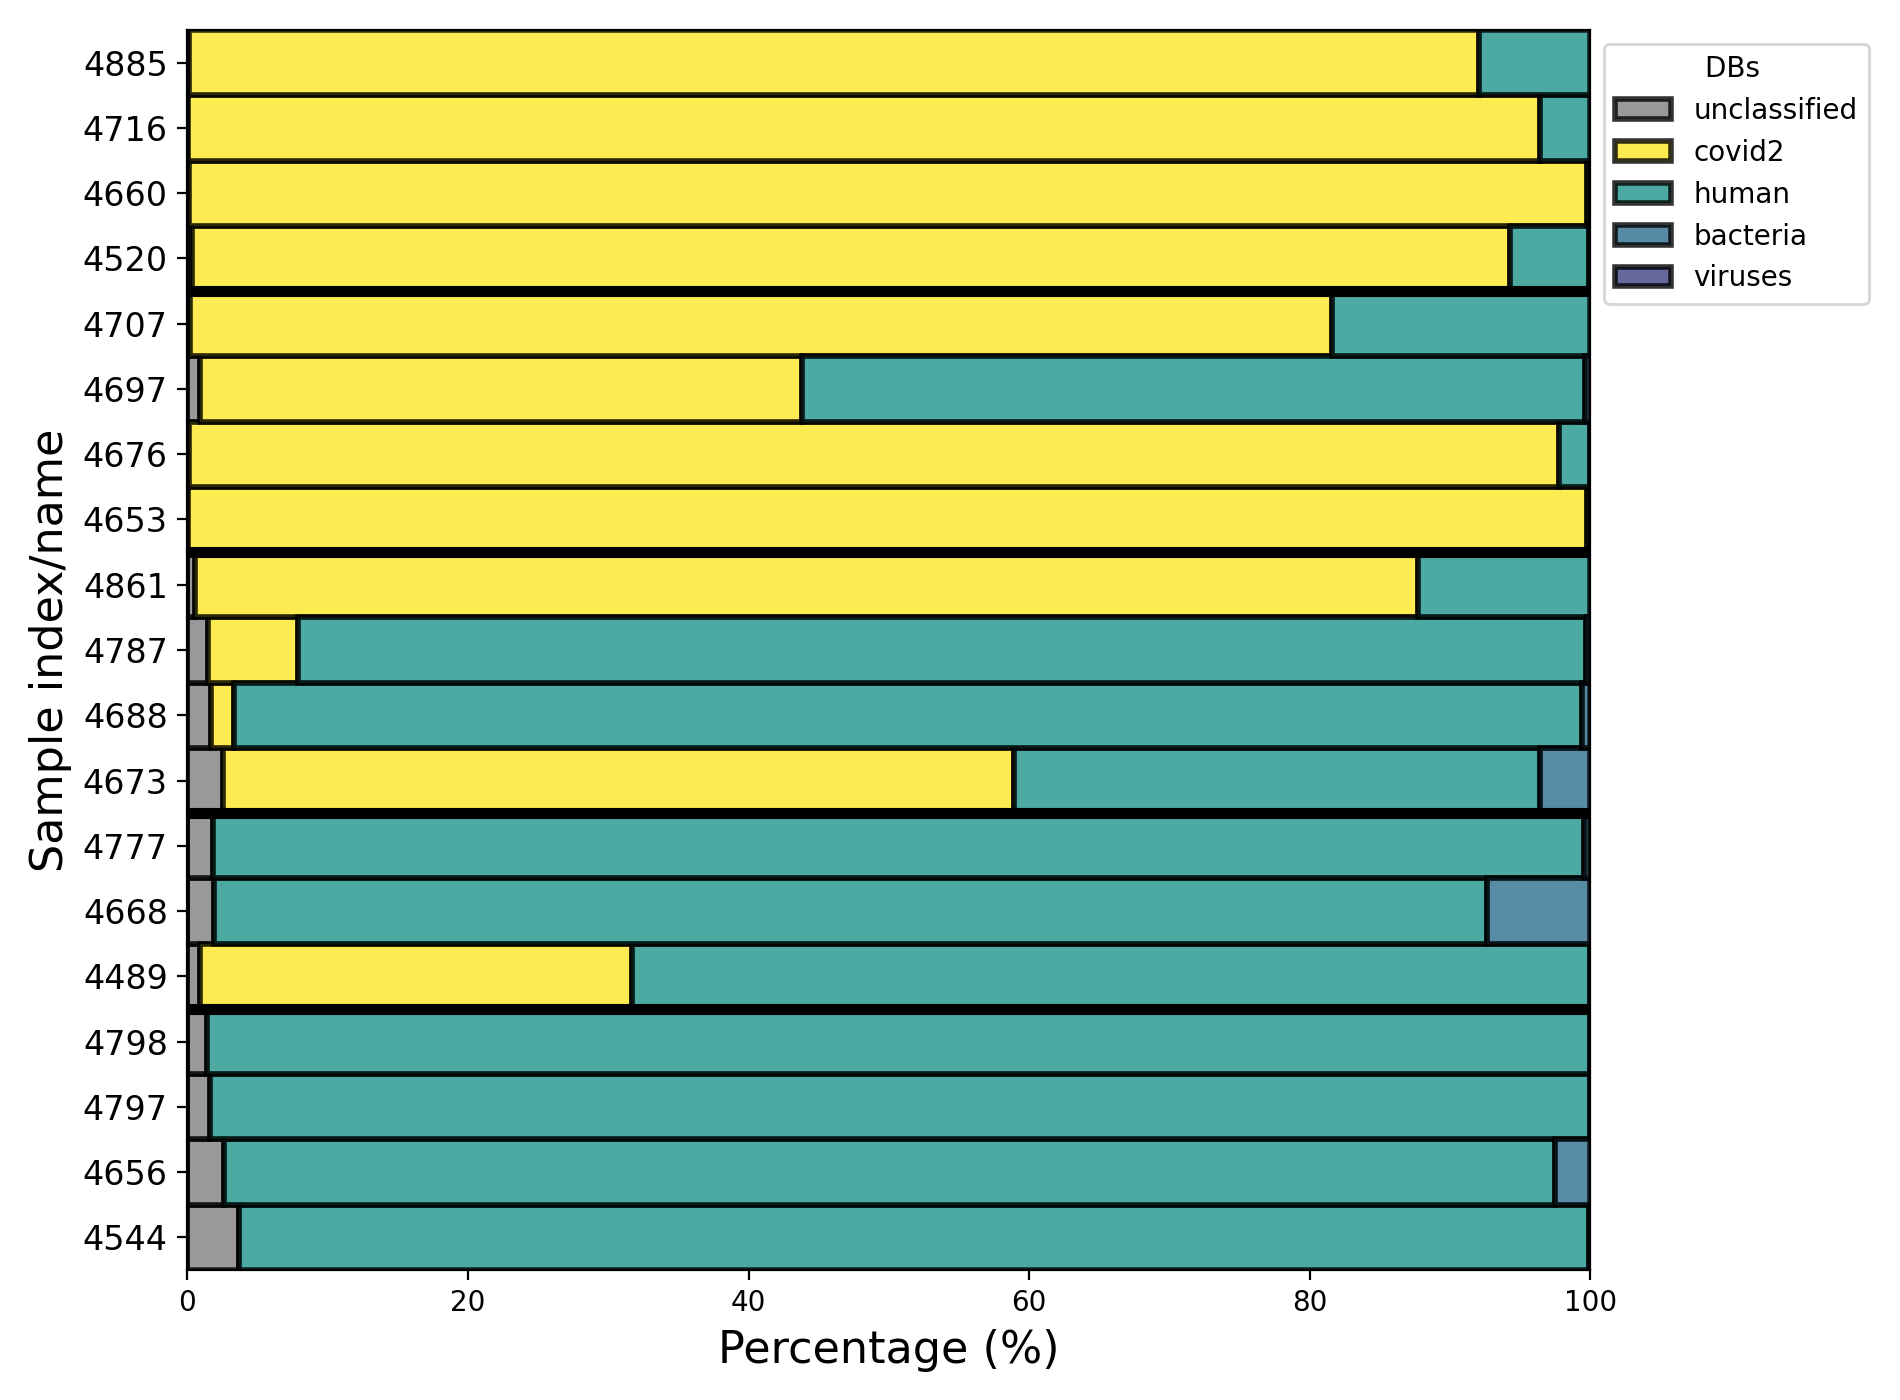 4885
4716
4660
4520
4707
4697
4676
4653
4861
4787
4688
4673
4777
4668
4489
4798
4797
4656
4544
Sample index/name
0 20 40 60 80 100
Percentage (%)
DBs
unclassified
covid2
human
bacteria
viruses